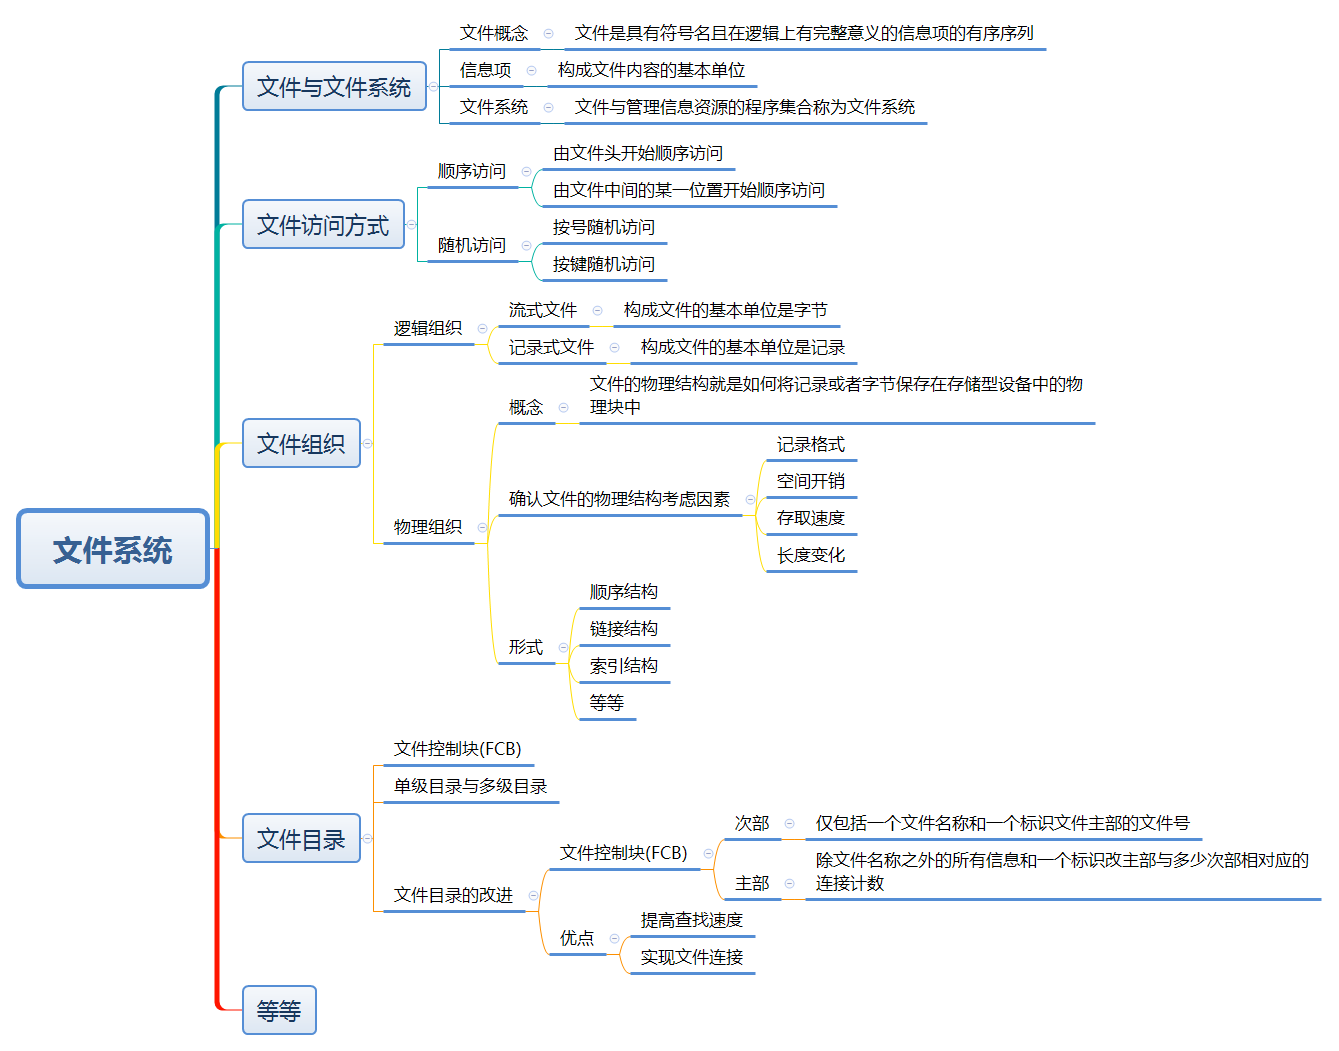 文件系统
文件与文件系统
文件概念
文件是具有符号名且在逻辑上有完整意义的信息项的有序序列
信息项
构成文件内容的基本单位
文件系统
文件与管理信息资源的程序集合称为文件系统
文件访问方式
顺序访问
由文件头开始顺序访问
由文件中间的某一位置开始顺序访问
随机访问
按号随机访问
按键随机访问
文件组织
逻辑组织
流式文件
构成文件的基本单位是字节
记录式文件
构成文件的基本单位是记录
物理组织
概念
文件的物理结构就是如何将记录或者字节保存在存储型设备中的物
理块中
确认文件的物理结构考虑因素
记录格式
空间开销
存取速度
长度变化
形式
顺序结构
链接结构
索引结构
等等
文件目录
文件控制块(FCB)
单级目录与多级目录
文件目录的改进
文件控制块(FCB)
次部
仅包括一个文件名称和一个标识文件主部的文件号
主部
除文件名称之外的所有信息和一个标识改主部与多少次部相对应的
连接计数
优点
提高查找速度
实现文件连接
等等